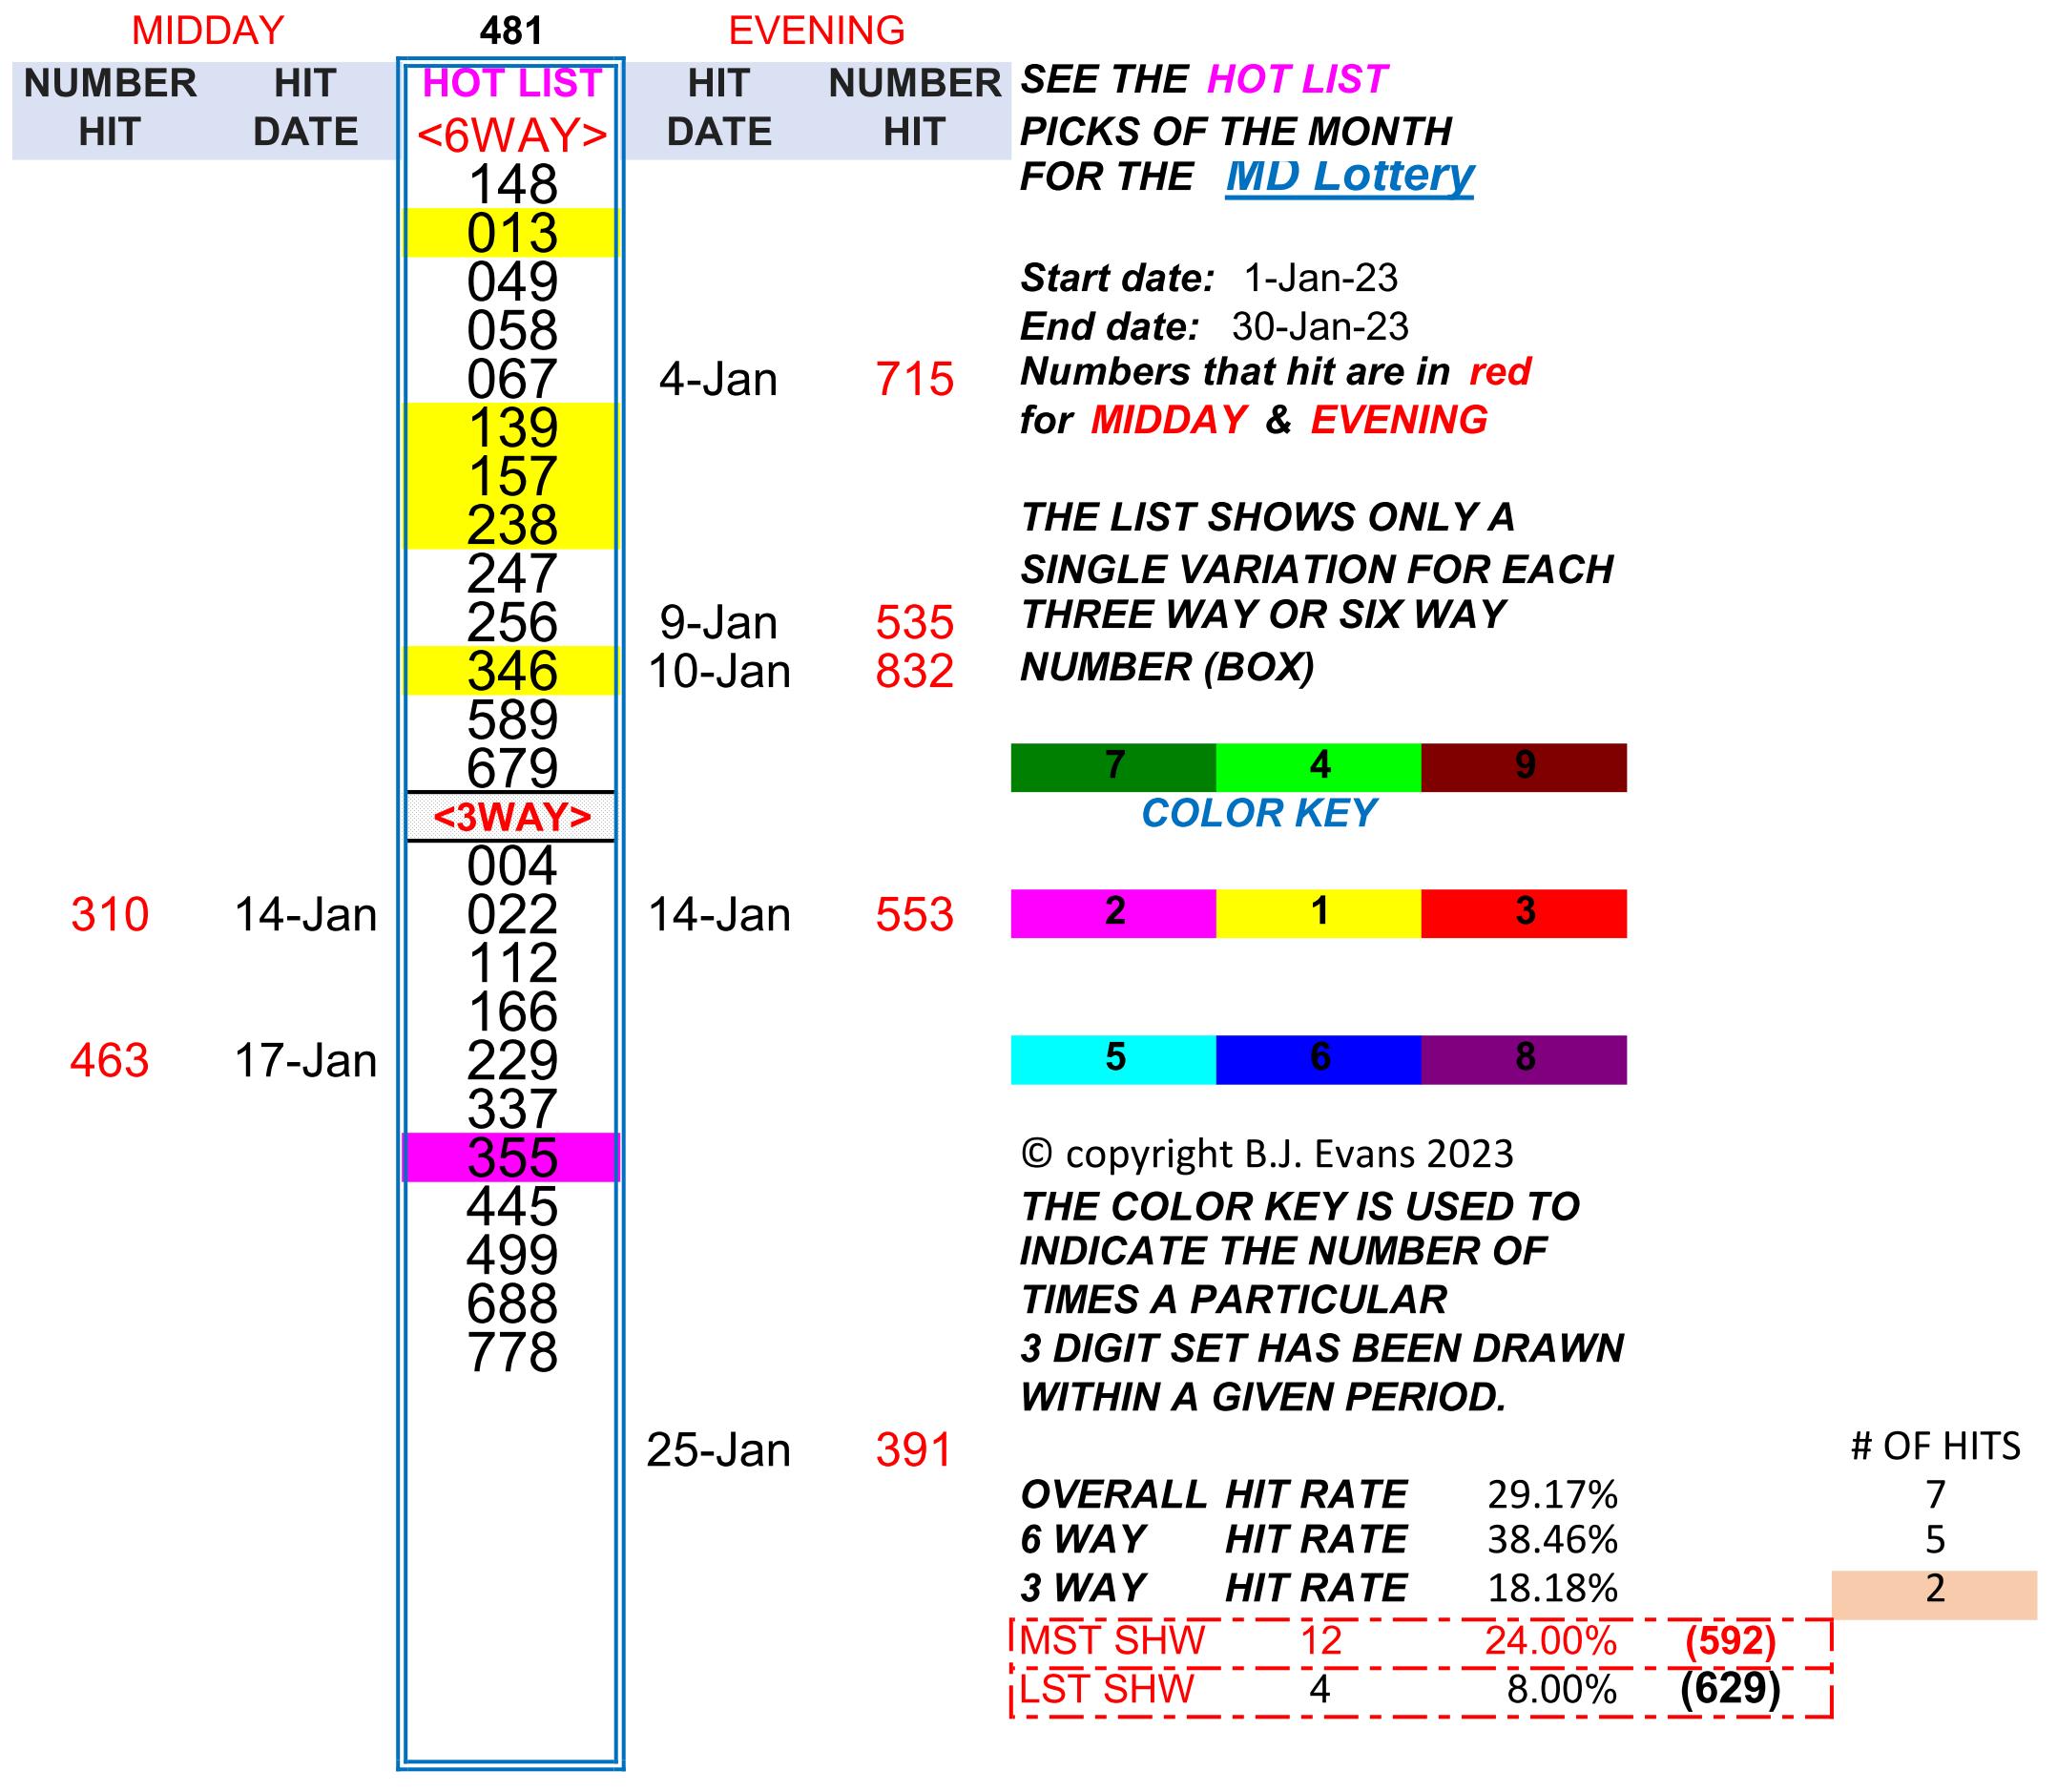 MIDDAY 481 EVENING
NUMBER HIT HOT LIST HIT NUMBER SEE THE HOT LIST
HIT DATE <6WAY> DATE HIT PICKS OF THE MONTH
148 FOR THE MD Lottery
013
049 Start date: 1-Jan-23
058 End date: 30-Jan-23
067 4-Jan 715 Numbers that hit are in red
139 for MIDDAY & EVENING
157
238 THE LIST SHOWS ONLY A
247 SINGLE VARIATION FOR EACH
256 9-Jan 535 THREE WAY OR SIX WAY
346 10-Jan 832 NUMBER (BOX)
589
679 7 4 9
<3WAY> COLOR KEY
004
310 14-Jan 022 14-Jan 553 2 1 3
112
166
463 17-Jan 229 5 6 8
337
355 © copyright B.J. Evans 2023
445 THE COLOR KEY IS USED TO
499 INDICATE THE NUMBER OF
688 TIMES A PARTICULAR
778 3 DIGIT SET HAS BEEN DRAWN
WITHIN A GIVEN PERIOD.
25-Jan 391 # OF HITS
OVERALL HIT RATE 29.17% 7
6 WAY HIT RATE 38.46% 5
3 WAY HIT RATE 18.18% 2
MST SHW 12 24.00% (592)
LST SHW 4 8.00% (629)